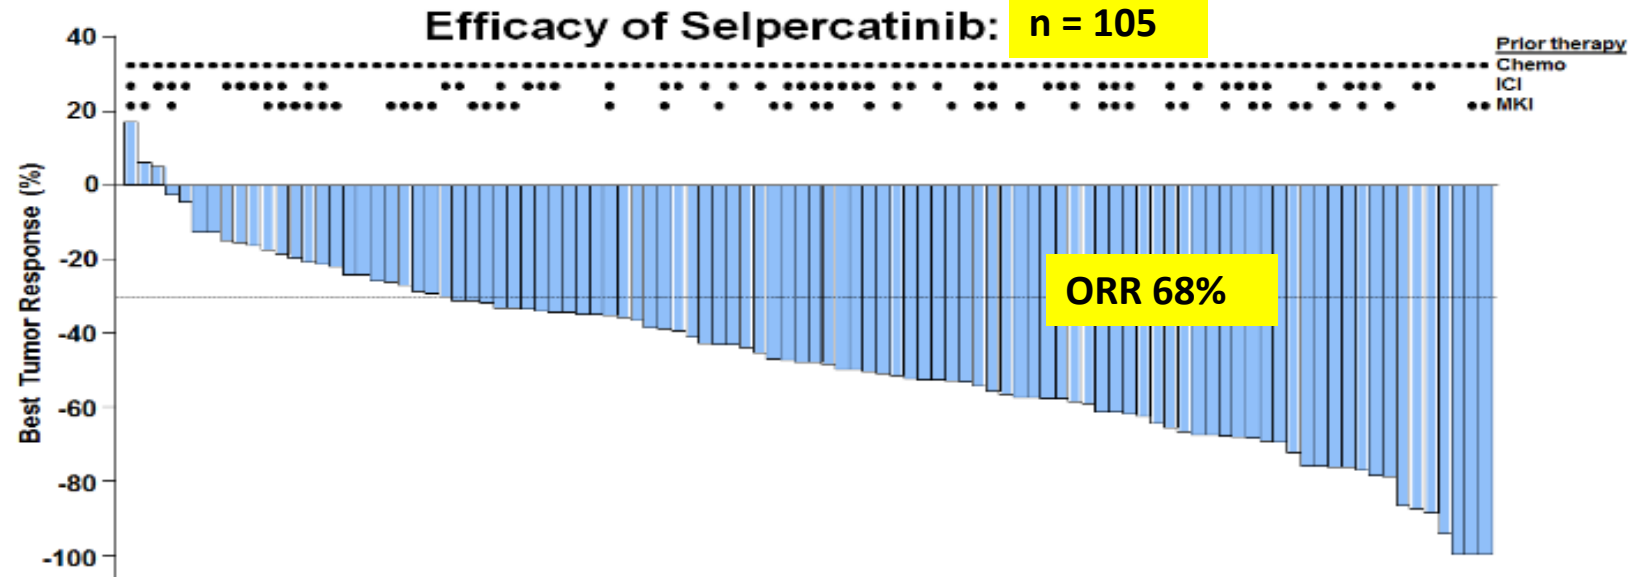 Efficacy of Selpercatinib: n = 105
Prior therapy
Chemo
ICI
MKI
40
20
0
-20
-40
-60
-80
-100
Best Tumor Response (%)
ORR 68%